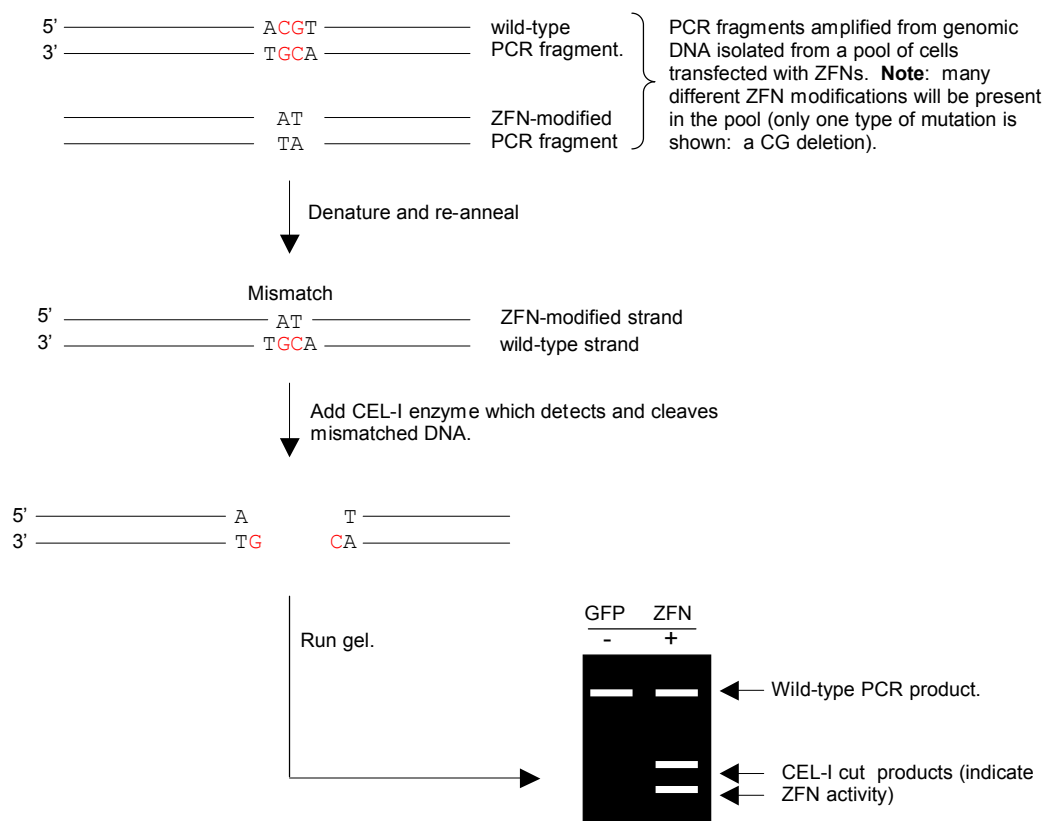 5’ ACGT wild-type
3’ TGCA PCR fragment.
AT ZFN-modified
TA PCR fragment
PCR fragments amplified from genomic
DNA isolated from a pool of cells
transfected with ZFNs. Note: many
different ZFN modifications will be present
in the pool (only one type of mutation is
shown: a CG deletion).
Denature and re-anneal
Mismatch
5’ AT ZFN-modified strand
3’ TGCA wild-type strand
Add CEL-I enzyme which detects and cleaves
mismatched DNA.
5’ A T
3’ TG CA
Run gel.
GFP ZFN
- +
Wild-type PCR product.
CEL-I cut products (indicate
ZFN activity)